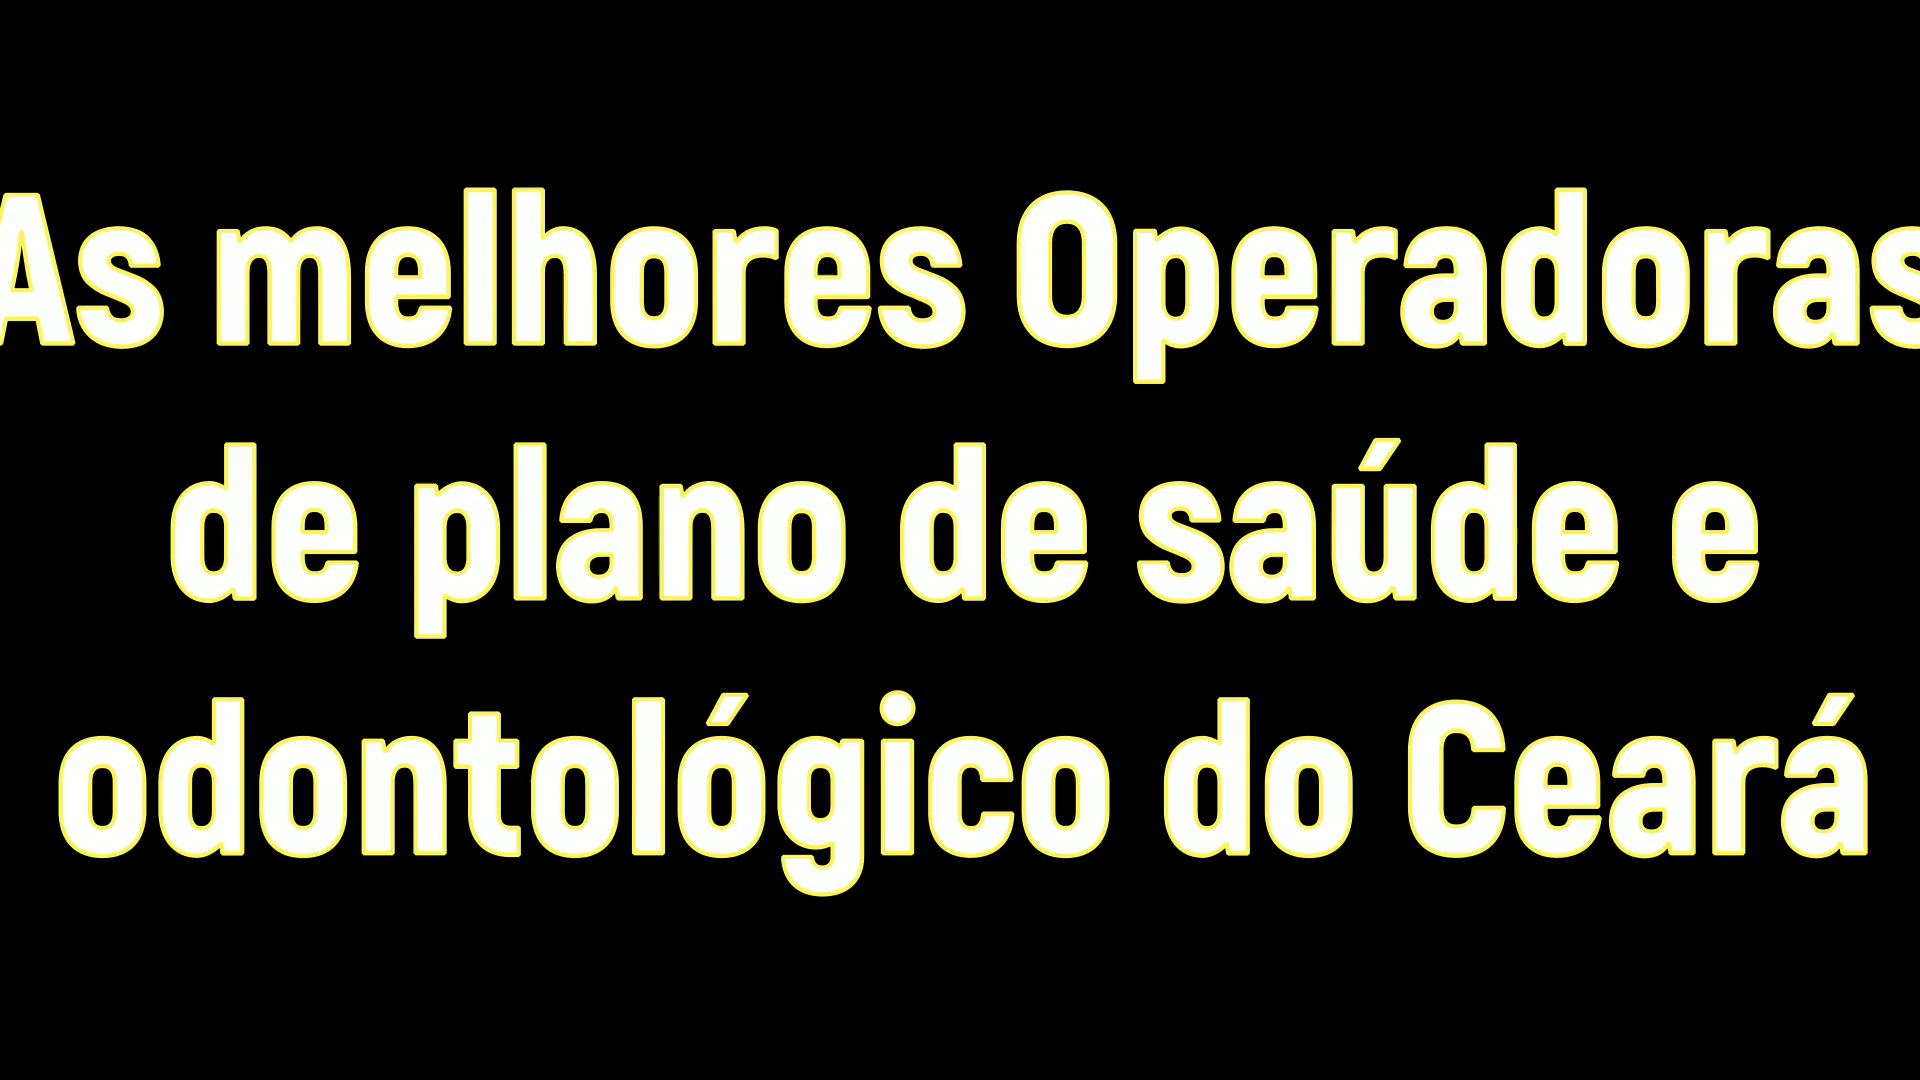 As melhores Operadoras
de plano de saúde e
odontológico do Ceará